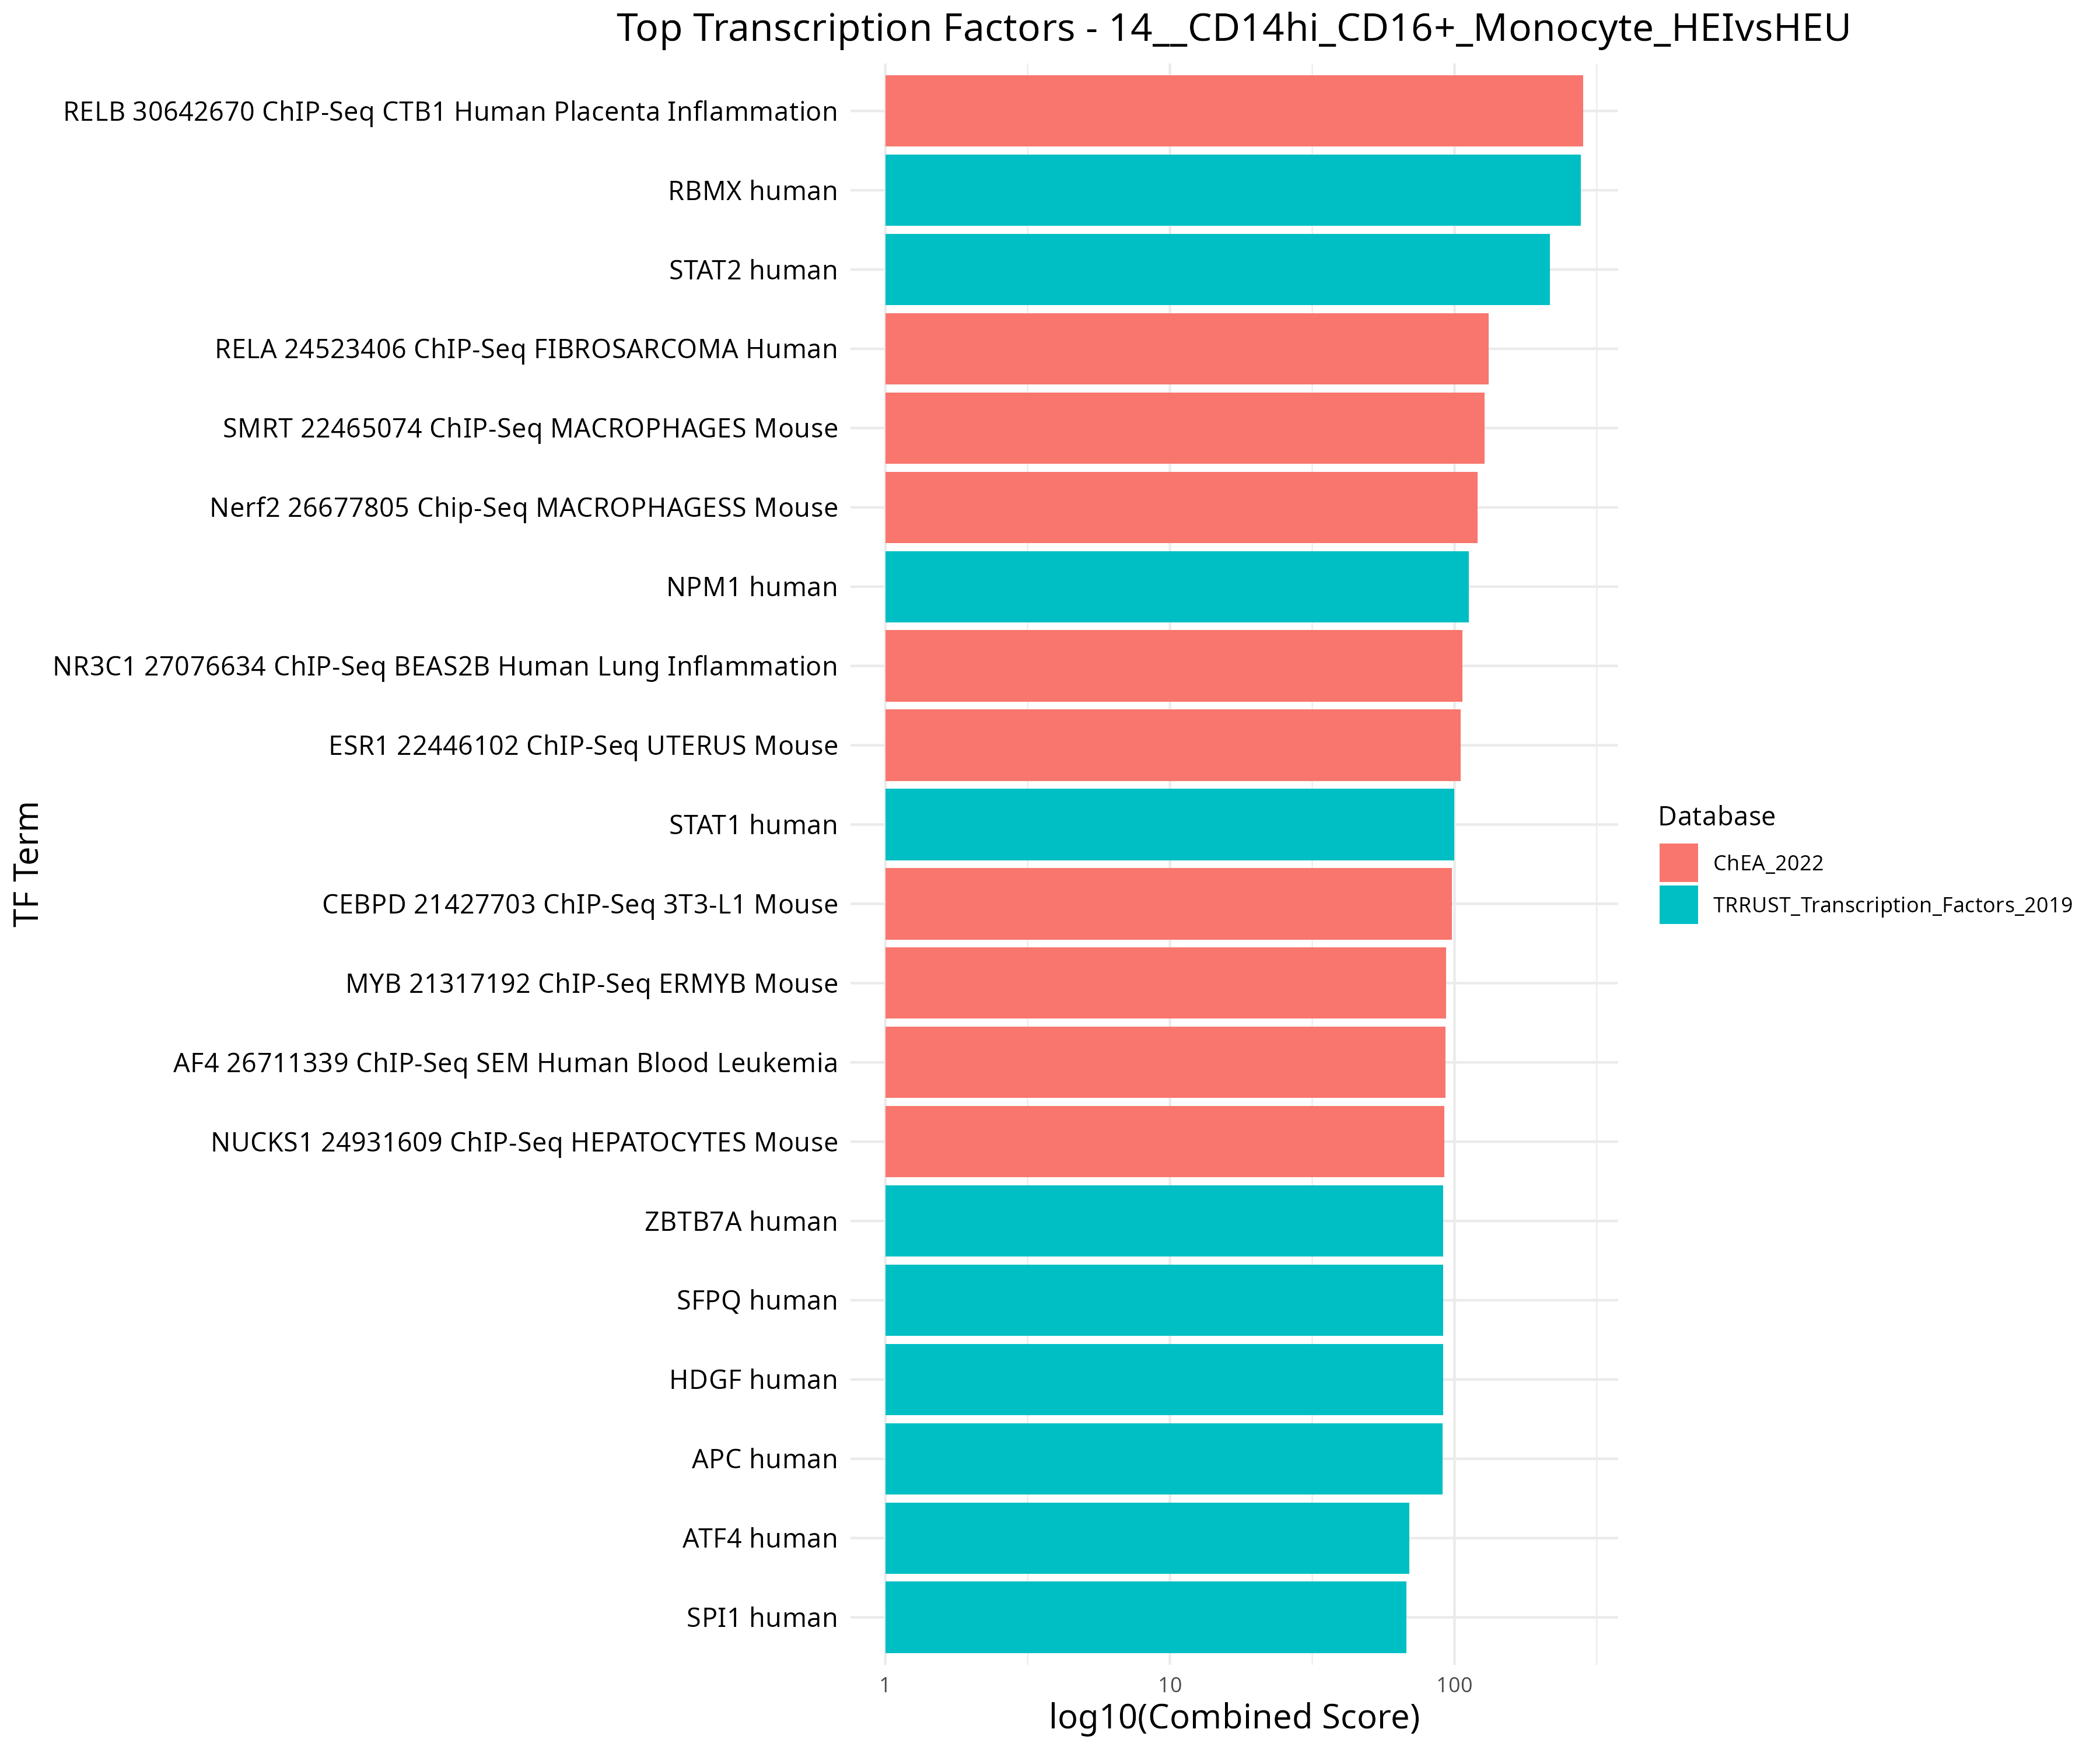 Top Transcription Factors - 14__CD14hi_CD16+_Monocyte_HEIvsHEU
RELB 30642670 ChIP-Seq CTB1 Human Placenta Inflammation
RBMX human
STAT2 human
RELA 24523406 ChIP-Seq FIBROSARCOMA Human
SMRT 22465074 ChIP-Seq MACROPHAGES Mouse
Nerf2 26677805 Chip-Seq MACROPHAGESS Mouse
NPM1 human
NR3C1 27076634 ChIP-Seq BEAS2B Human Lung Inflammation
ESR1 22446102 ChIP-Seq UTERUS Mouse
STAT1 human
CEBPD 21427703 ChIP-Seq 3T3-L1 Mouse
MYB 21317192 ChIP-Seq ERMYB Mouse
AF4 26711339 ChIP-Seq SEM Human Blood Leukemia
NUCKS1 24931609 ChIP-Seq HEPATOCYTES Mouse
ZBTB7A human
SFPQ human
HDGF human
APC human
ATF4 human
SPI1 human
TF Term
1 10 100
log10(Combined Score)
Database
ChEA_2022
TRRUST_Transcription_Factors_2019